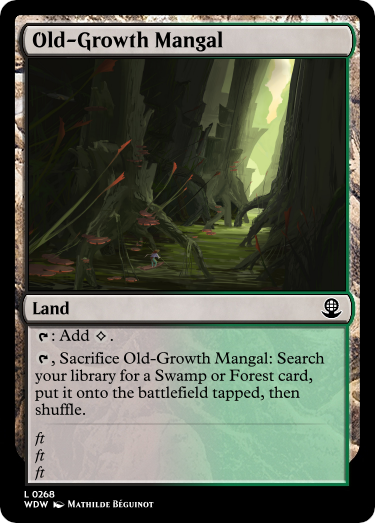 Old-Growth Mangal
Land
: Add .
, Sacrifice Old-Growth Mangal: Search
your library for a Swamp or Forest card,
put it onto the battlefield tapped, then
shuffle.
ft
ft
ft
L 0268
WDW Mathilde Béguinot